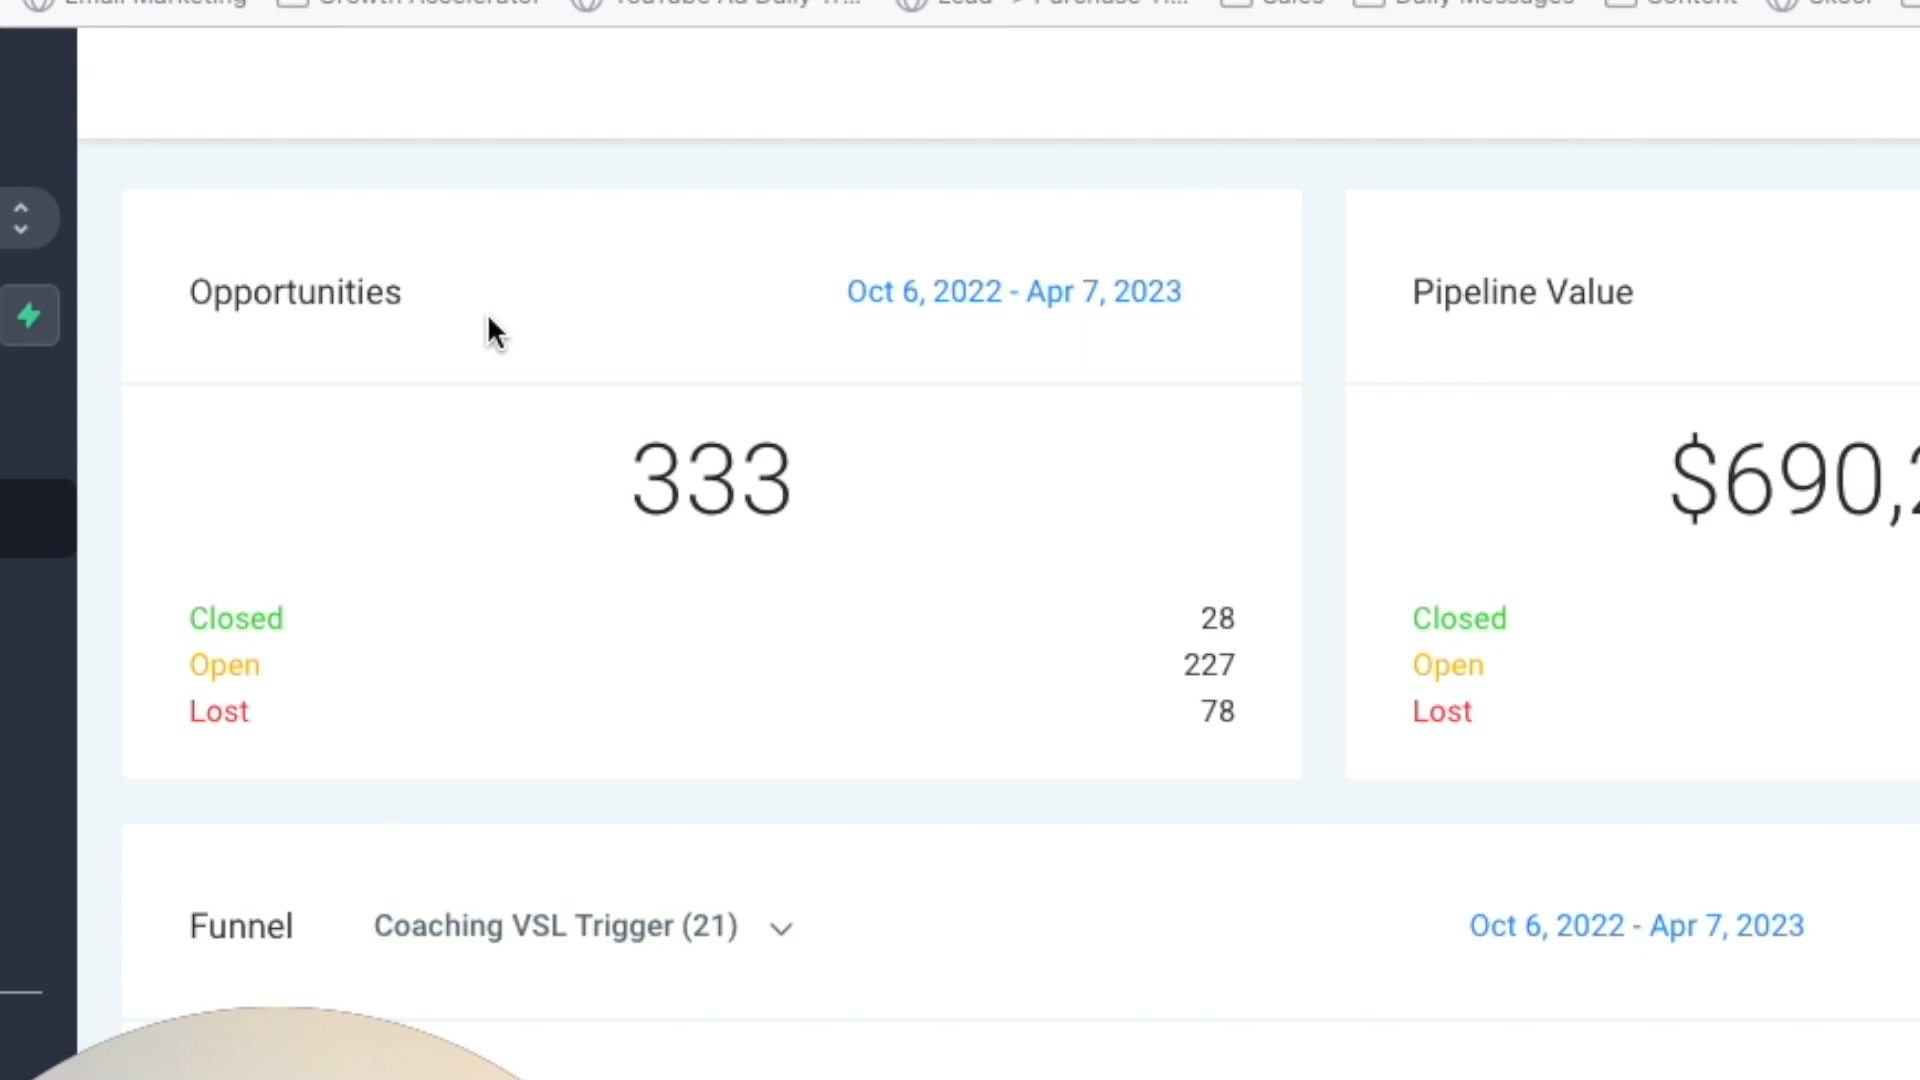 Opportunities
Oct 6, 2022 - Apr 7, 2023
Pipeline Value
333
$690,
Closed 28
Open 227
Lost 78
Closed
Open
Lost
Funnel
Coaching VSL Trigger (21)
Oct 6, 2022 - Apr 7, 2023